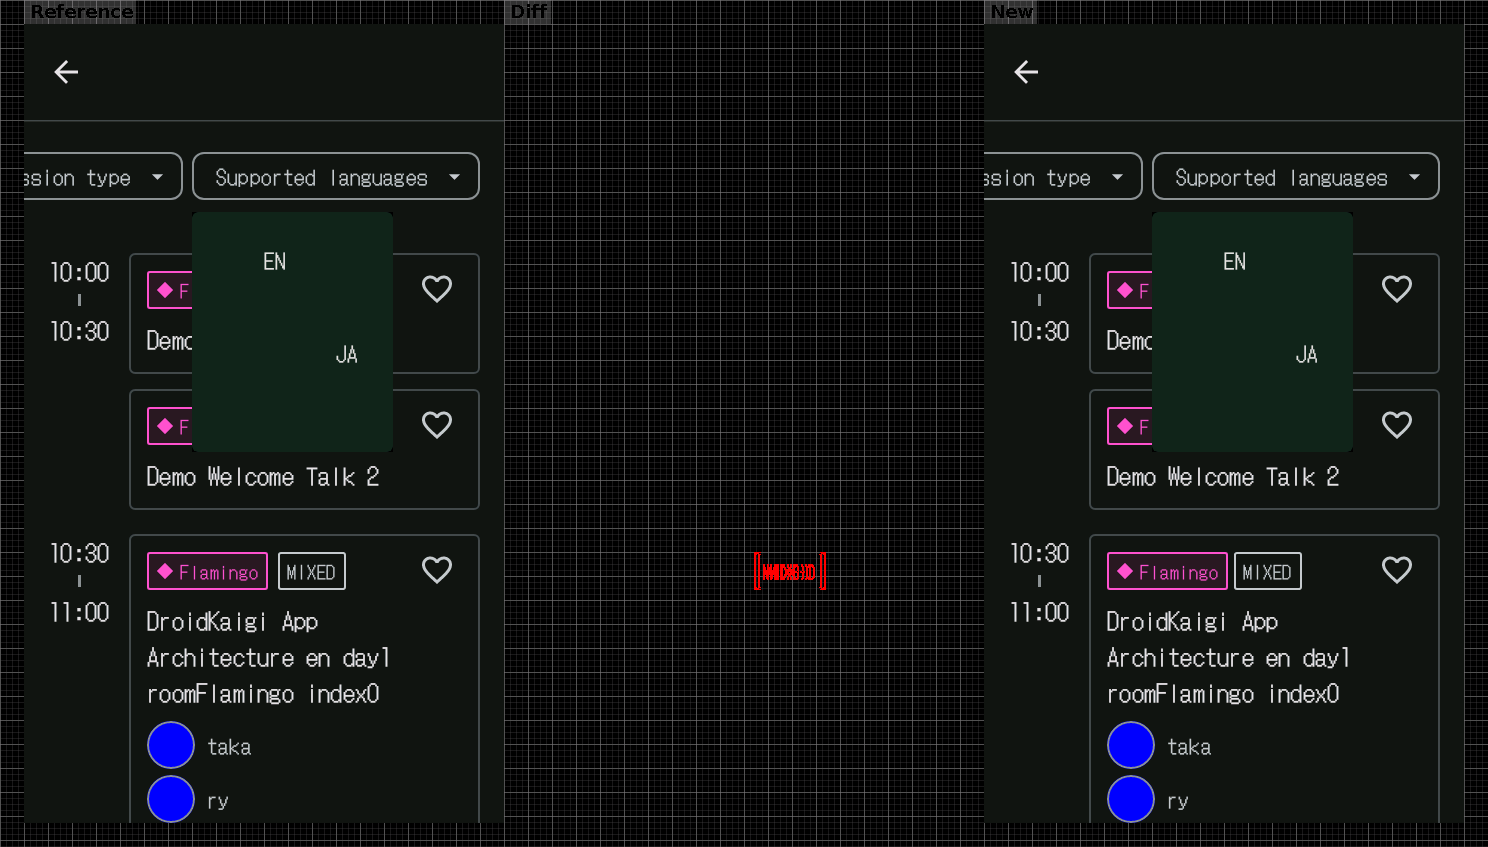 Reference
Diff
New
ssion type
Supported languages
EN
JA
10:00
10:30
F
Demo
F
Demo Welcome Talk 2
10:30
11:00
Flamingo
MIXED
DroidKaigi App
Architecture en day1
roomFlamingo index0
taka
ry
ssion type
Supported languages
EN
JA
10:00
10:30
F
Demo
F
Demo Welcome Talk 2
10:30
11:00
Flamingo
MIXED
DroidKaigi App
Architecture en day1
roomFlamingo index0
taka
ry